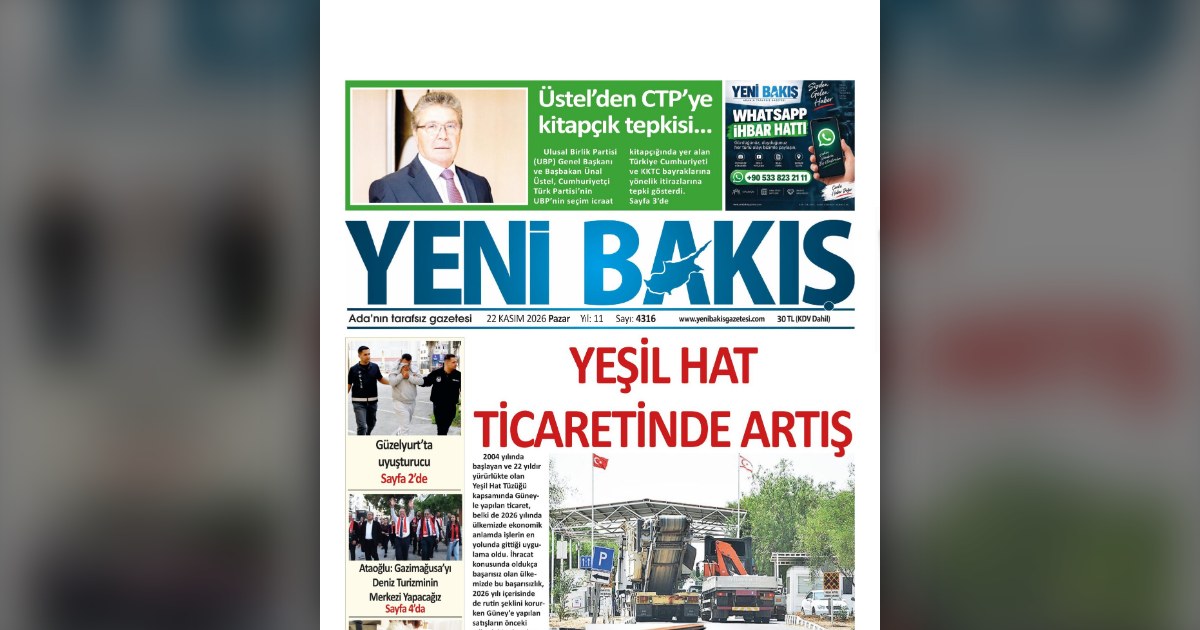 Üstel'den CTP'ye
kitapçık tepkisi...
Ulusal Birlik Partisi
(UBP) Genel Başkanı
ve Başbakan Ünal
Üstel, Cumhuriyetçi
Türk Partisi'nin
UBP'nin seçim icraat
kitapçığında yer alan
Türkiye Cumhuriyeti
ve KKTC bayraklarına
yönelik itirazlarına
tepki gösterdi.
Sayfa 3'de
YENİ BAKIŞ
Sizden
Gelen
Haber
WHATSAPP
İHBAR HATTI
+90 533 823 21 11
YENİ BAKIŞ
Ada'nın tarafsız gazetesi
22 KASIM 2026 Pazar
Yıl: 11
Sayı: 4316
www.yenibakisgazetesi.com
30 TL (KDV Dahil)
Güzelyurt'ta
uyuşturucu
Sayfa 2'de
Ataoğlu: Gazimağusa'yı
Deniz Turizminin
Merkezi Yapacağız
Sayfa 4'da
YEŞİL HAT
TİCARETİNDE ARTIŞ
2004 yılında
başlayan ve 22 yıldır
yürürlükte olan
Yeşil Hat Tüzüğü
kapsamında Güney-
le yapılan ticaret,
belki de 2026 yılında
ülkemizde ekonomik
anlamda işlerin en
yolunda gittiği uygu-
lama oldu. İhracat
konusunda oldukça
başarısız olan ülke-
mizde bu başarısızlık,
2026 yılı içerisinde
de rutin şeklini korur-
ken Güney'e yapılan
satışların önceki
P